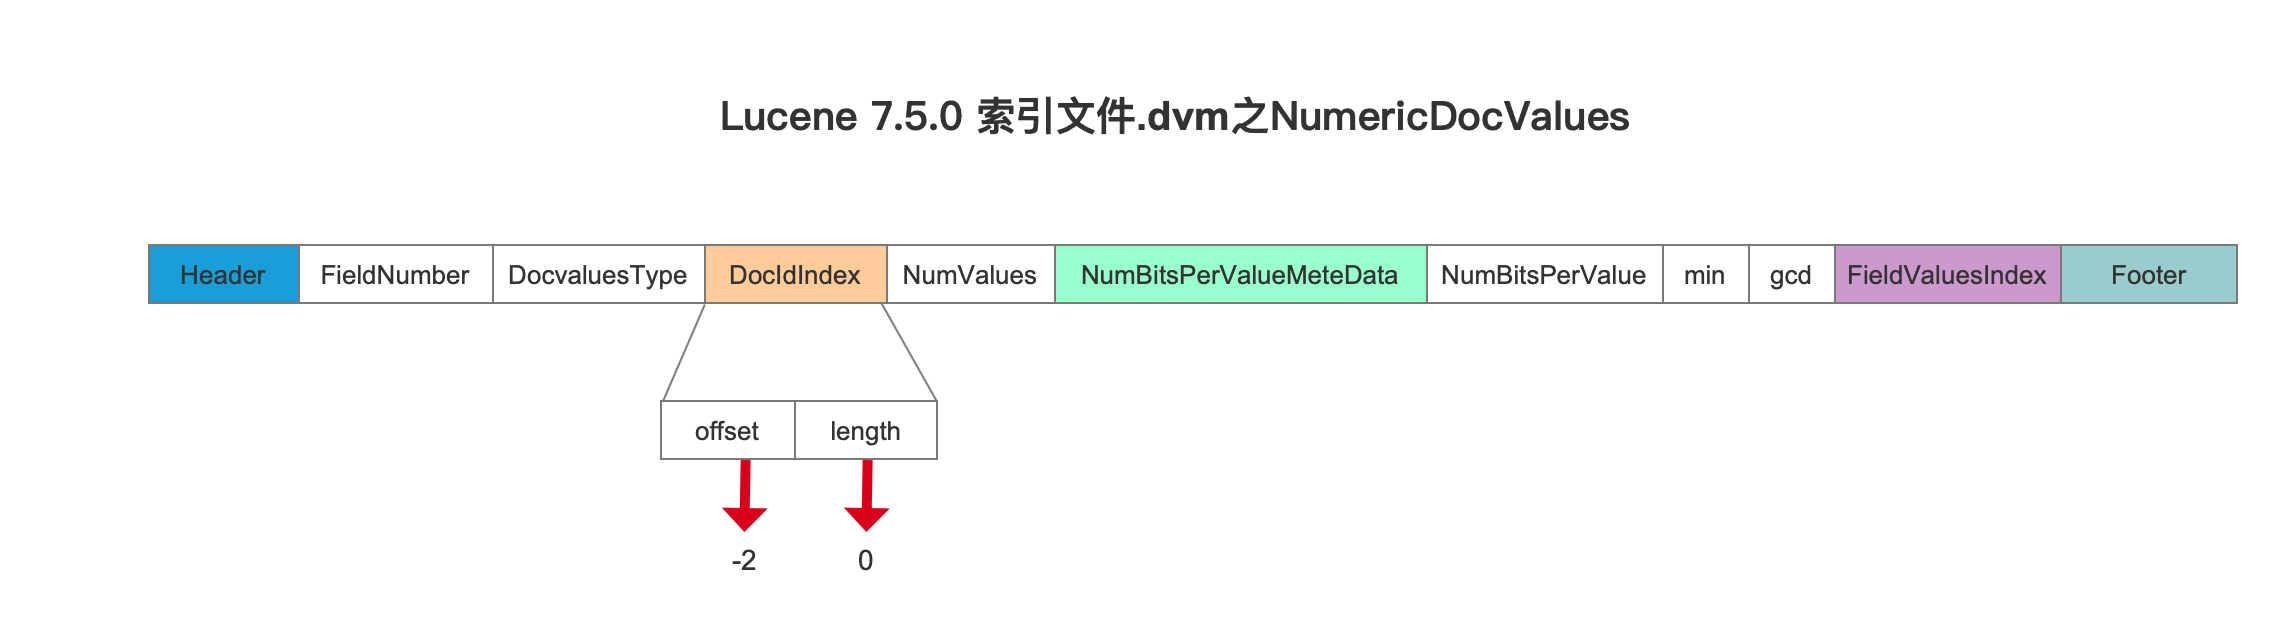 Lucene 7.5.0 索引文件.dvm之NumericDocValues
Header FieldNumber DocvaluesType DocIdIndex NumValues NumBitsPerValueMeteData NumBitsPerValue min gcd FieldValuesIndex Footer
offset length
-2 0